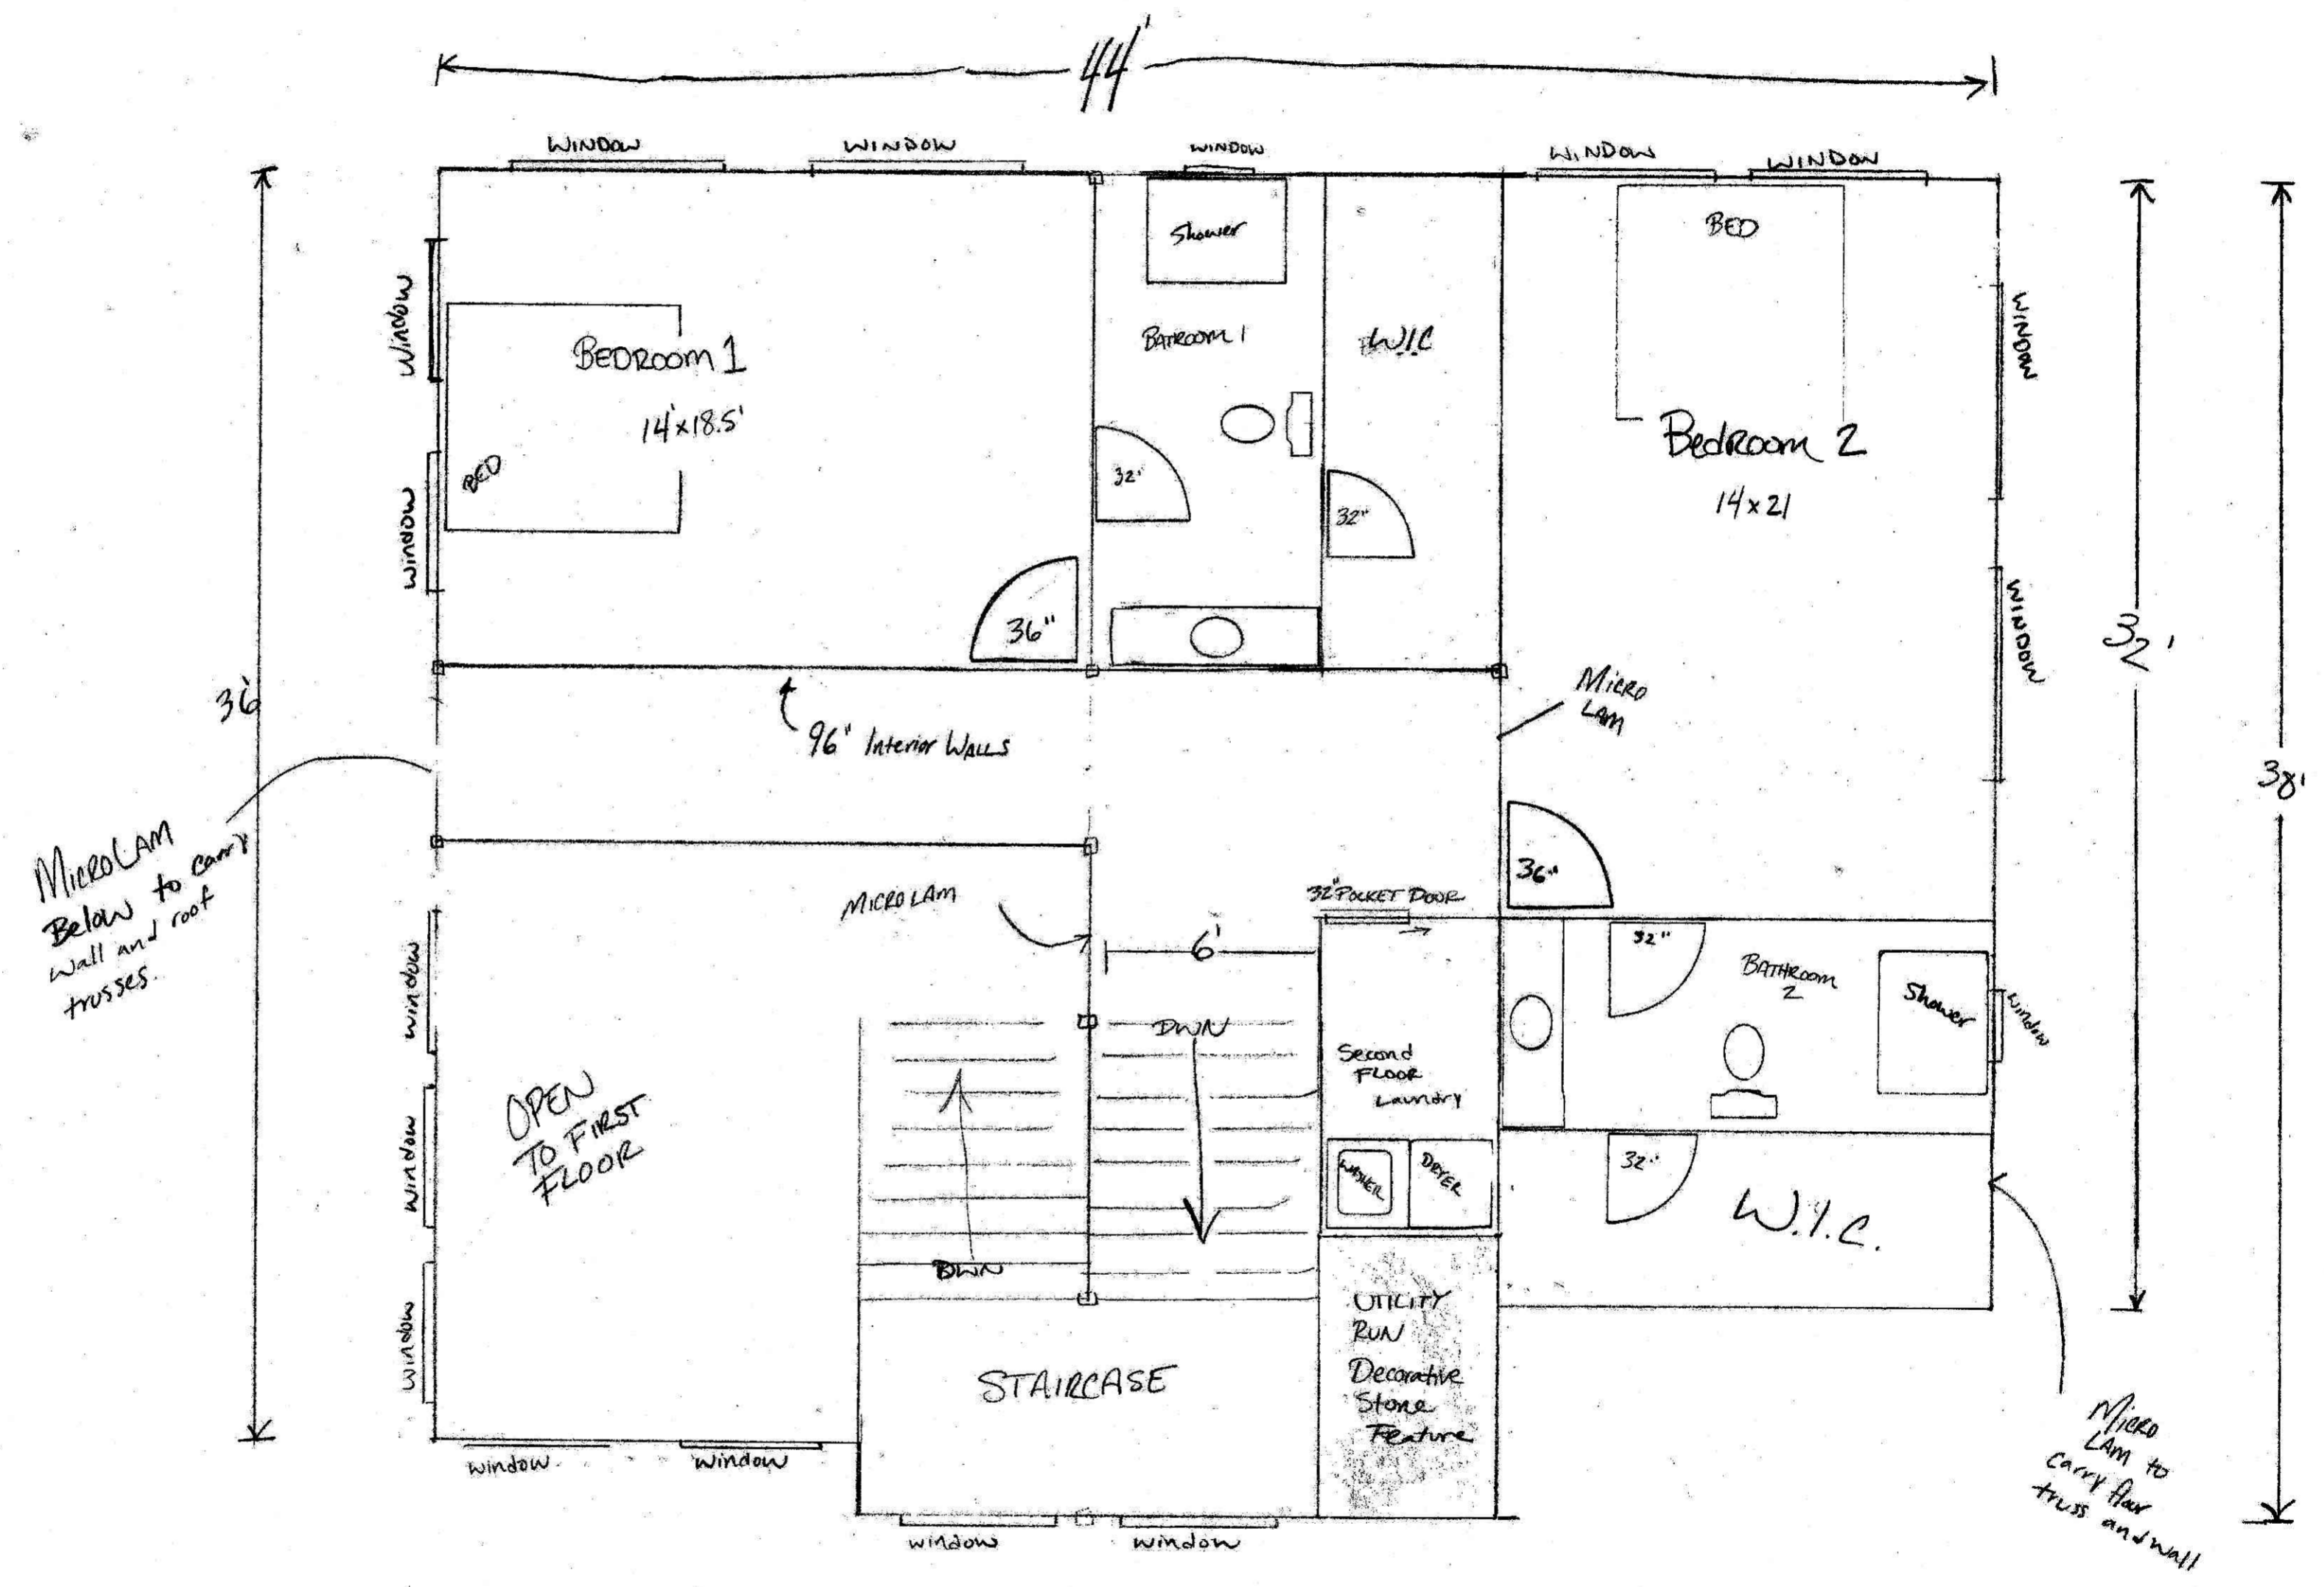 44'
WINDOW
WINDOW
WINDOW
WINDOW
WINDOW
Shower
BED
Window
WINDOW
BEDROOM 1
BATROOM 1
W.I.C
14'x18.5'
Bedroom 2
BED
32'
32"
14x21
window
WINDOW
36"
36'
32'
38'
MICRO
LAM
96" Interior WALLS
MICROLAM
Below to carry
wall and roof
trusses.
36"
MICROLAM
32" POCKET DOOR
6'
32"
BATHROOM
2
Shower
window
window
DWN
Second
FLOOR
Laundry
OPEN
TO FIRST
FLOOR
window
WASHER
DRYER
32"
W.I.C.
DWN
UTILITY
RUN
Decorative
Stone
Feature
window
STAIRCASE
MICRO
LAM to
carry floor
truss and wall
window
window
window
window